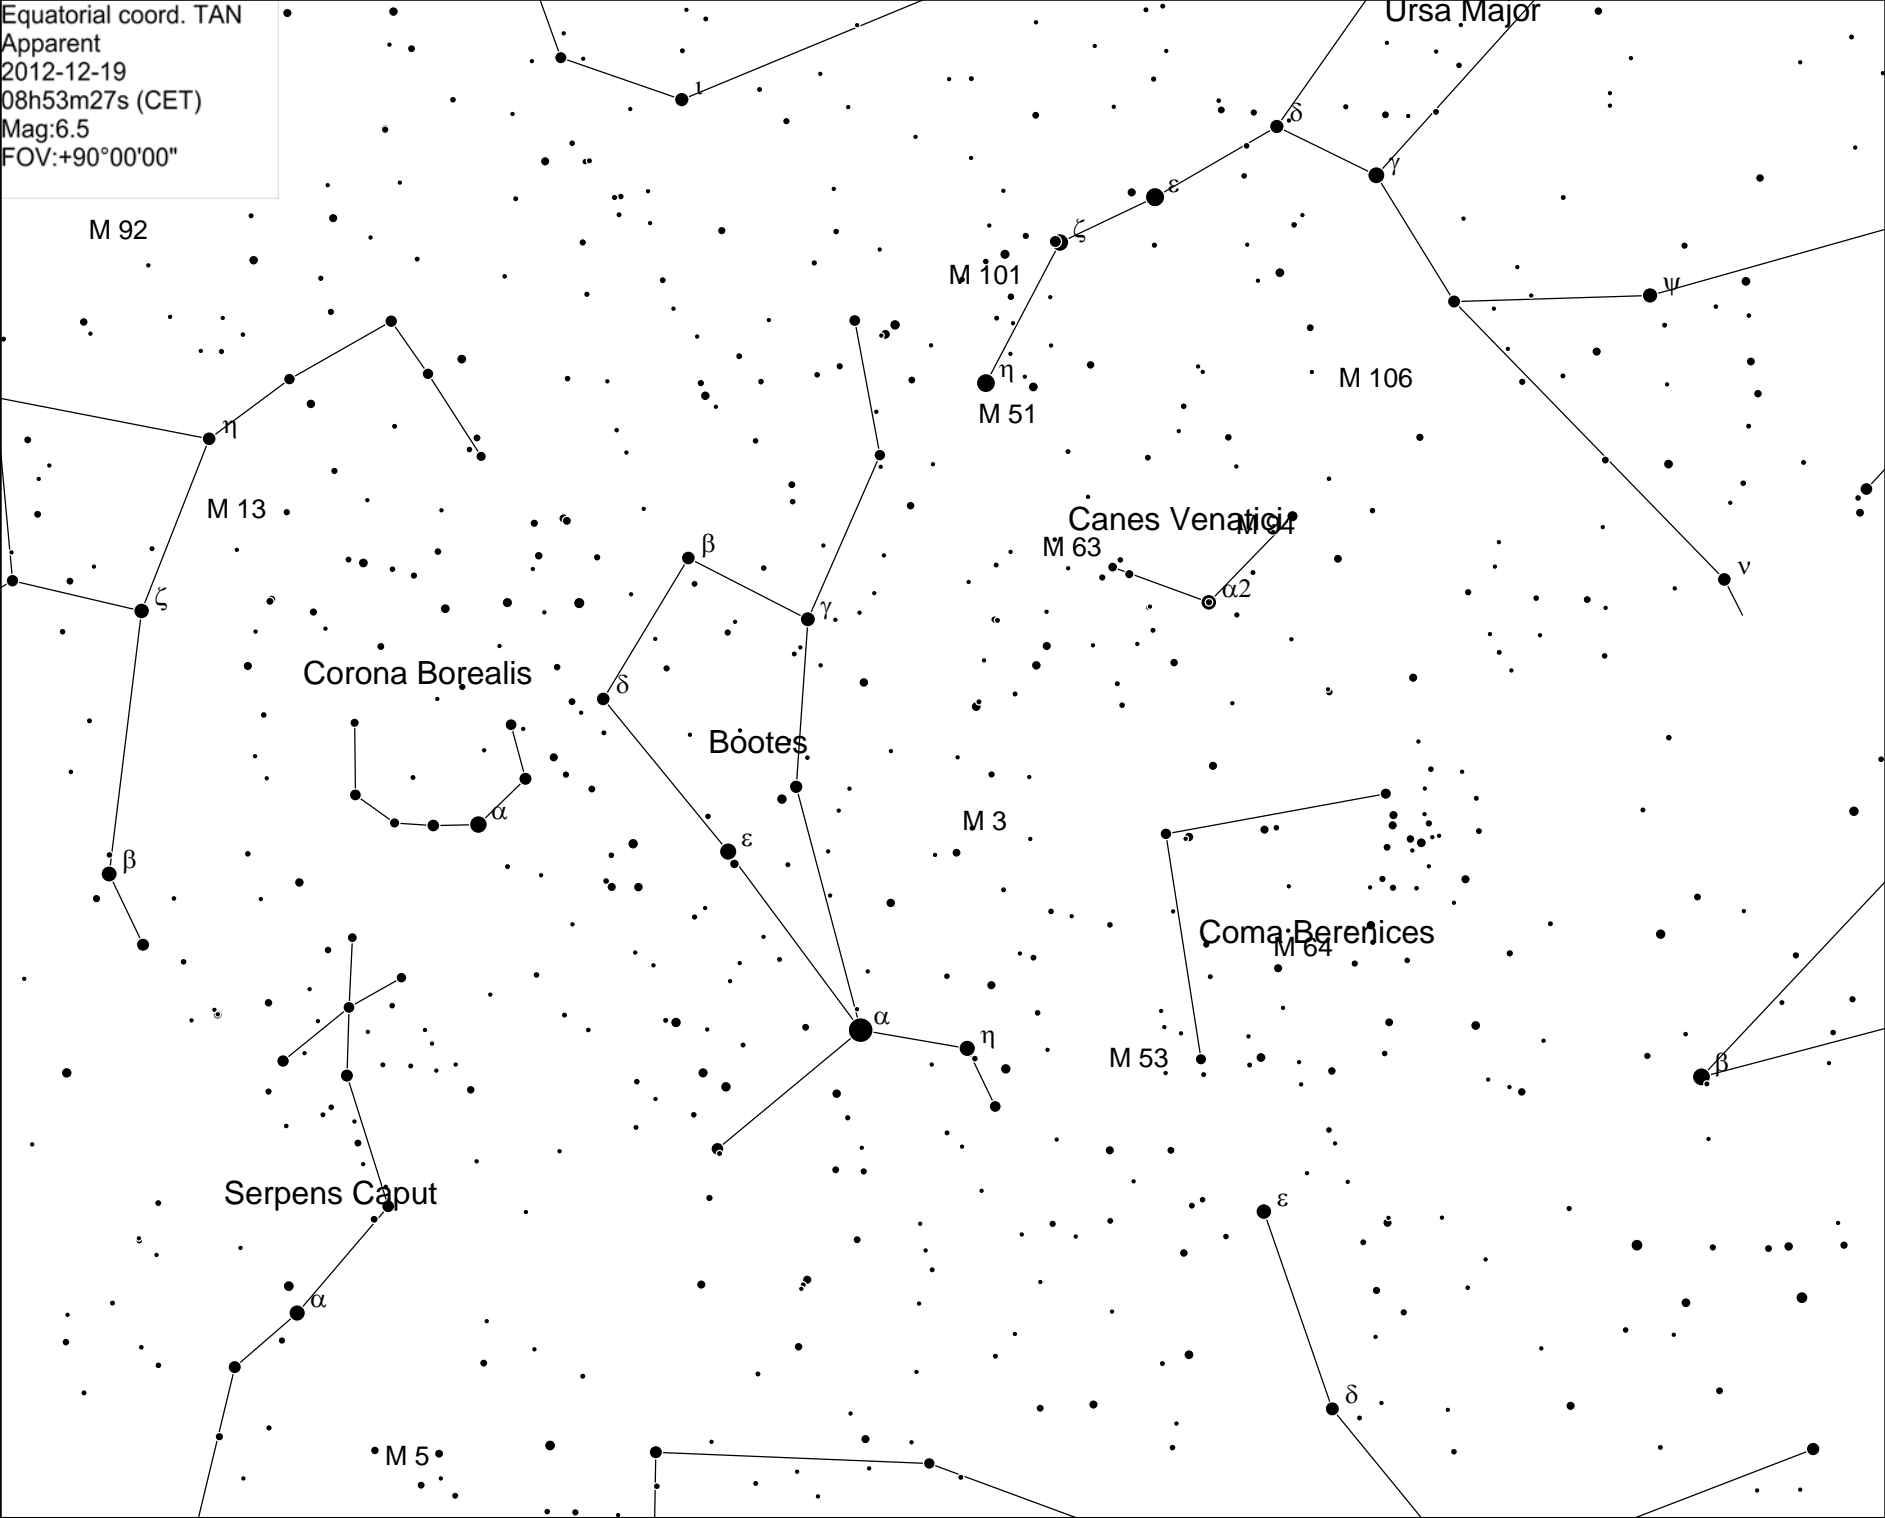 Equatorial coord. TAN
Apparent
2012-12-19
08h53m27s (CET)
Mag:6.5
FOV:+90°00'00"
Ursa Major
ι
δ
γ
ε
ζ
M 92
M 101
ψ
η
M 106
M 51
η
M 13
Canes Venatici
M 94
M 63
β
ν
α2
ζ
γ
Corona Borealis
δ
Bootes
α
M 3
ε
β
Coma Berenices
M 64
α
η
M 53
β
Serpens Caput
ε
α
δ
M 5